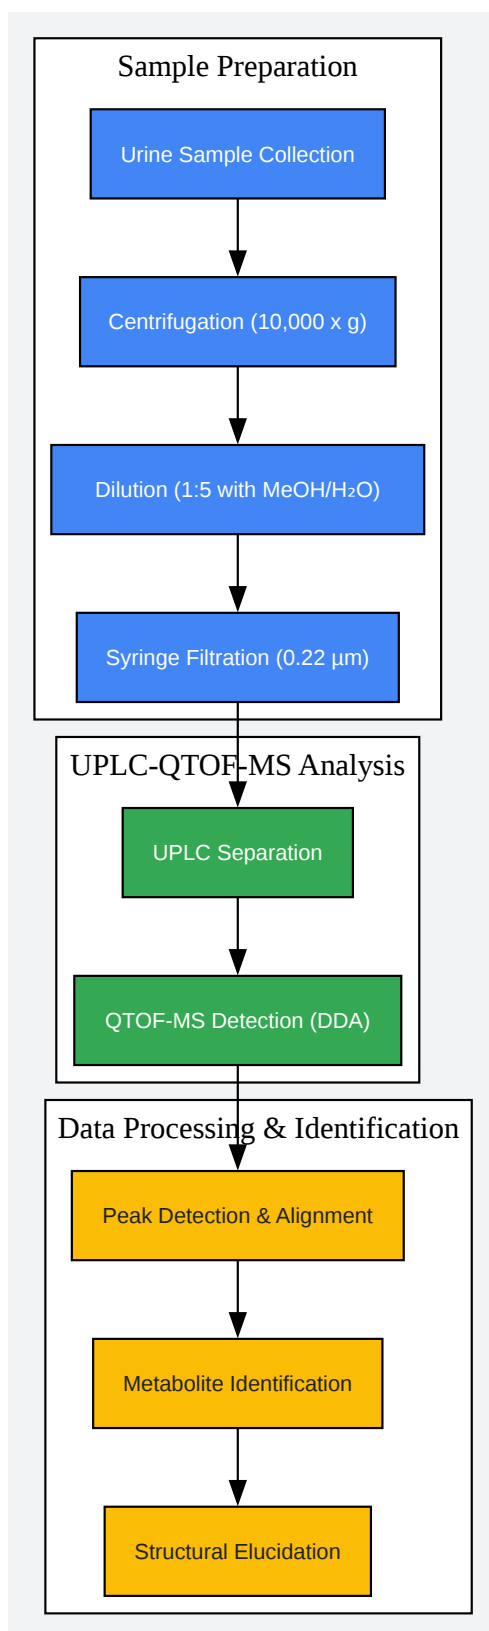 Sample Preparation
Urine Sample Collection
Centrifugation (10,000 x g)
Dilution (1:5 with MeOH/H₂O)
Syringe Filtration (0.22 µm)
UPLC-QTOF-MS Analysis
UPLC Separation
QTOF-MS Detection (DDA)
Data Processing & Identification
Peak Detection & Alignment
Metabolite Identification
Structural Elucidation